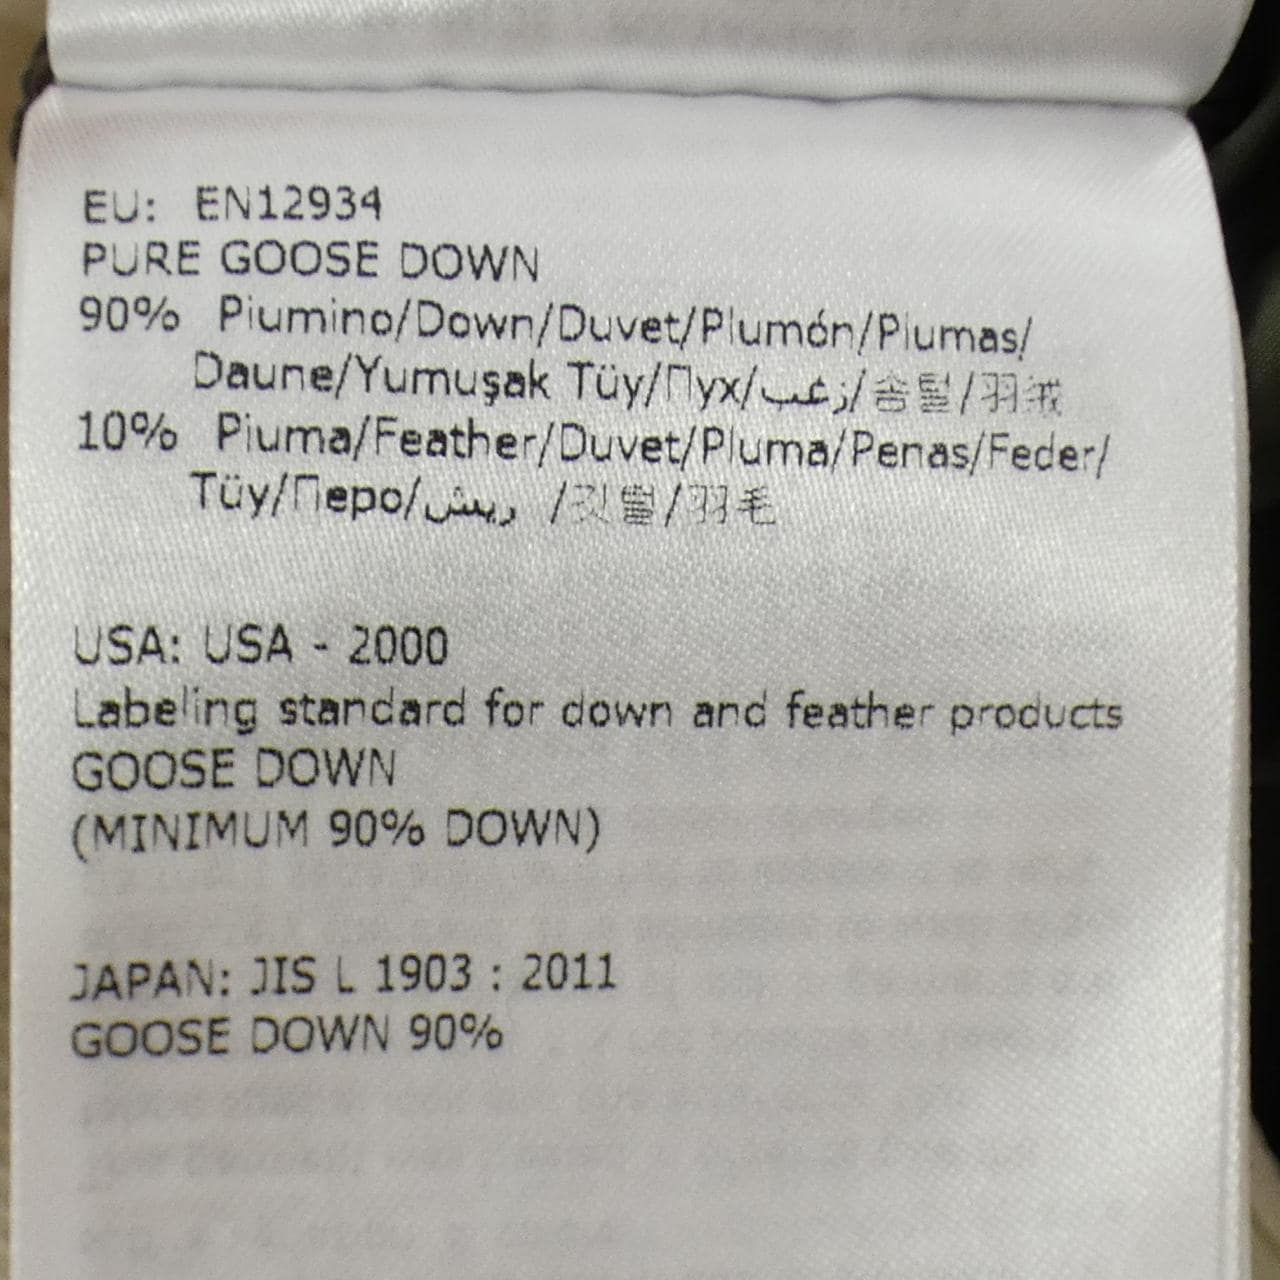 EU: EN12934
PURE GOOSE DOWN
90% Piumino/Down/Duvet/Plumón/Plumas/
Daune/Yumuşak Tüy/Пух/زغب/솜털/羽绒
10% Piuma/Feather/Duvet/Pluma/Penas/Feder/
Tüy/Перо/ريش /깃털/羽毛
USA: USA - 2000
Labeling standard for down and feather products
GOOSE DOWN
(MINIMUM 90% DOWN)
JAPAN: JIS L 1903 : 2011
GOOSE DOWN 90%